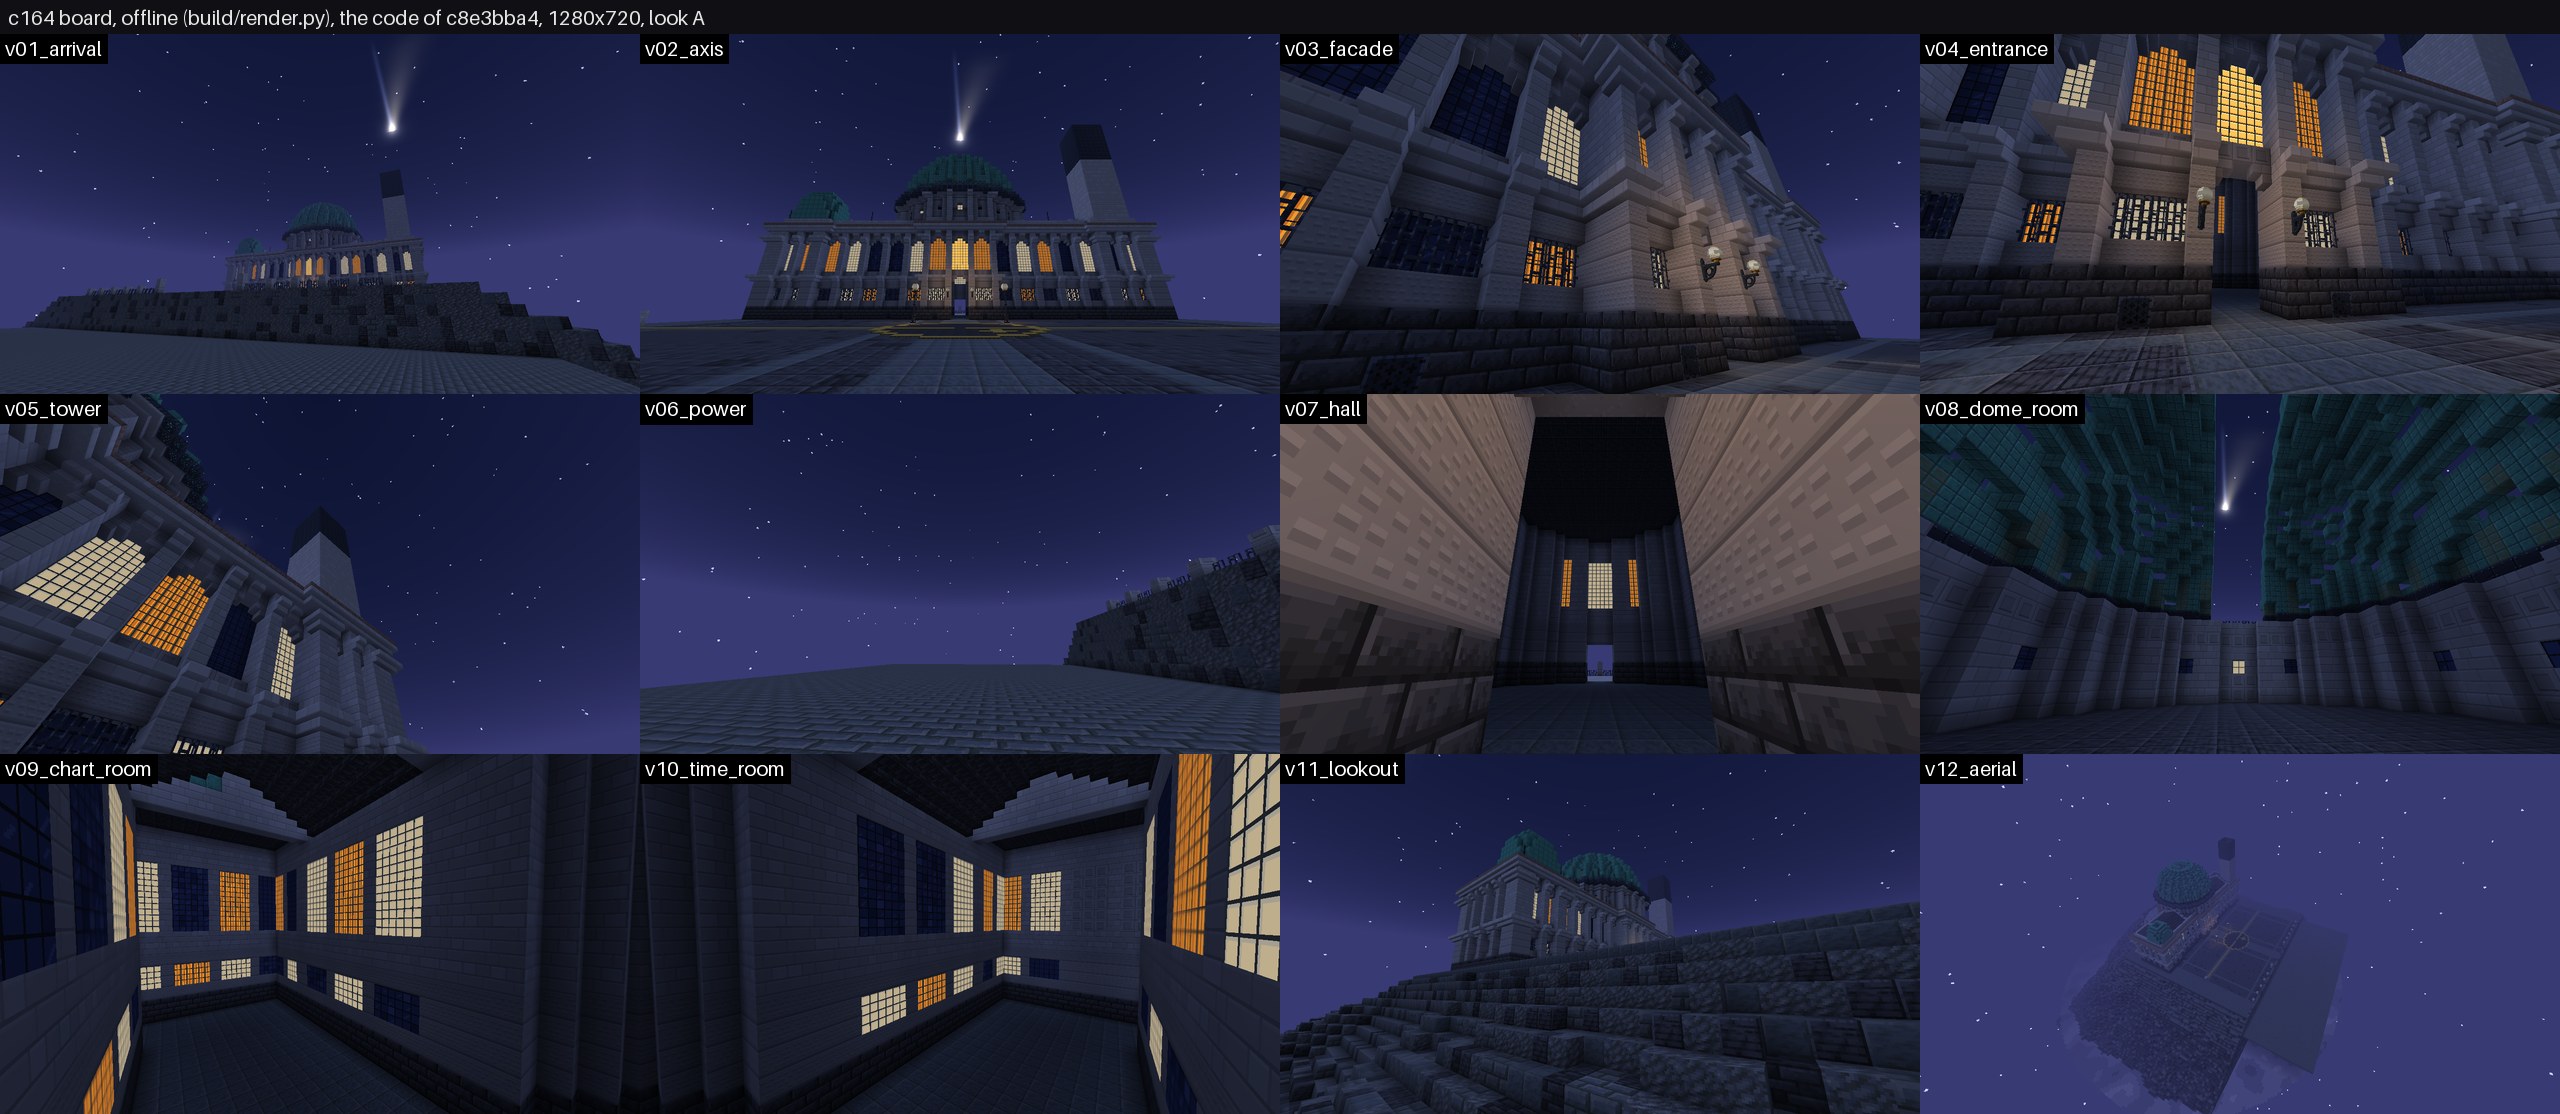 c164 board, offline (build/render.py), the code of c8e3bba4, 1280x720, look A
v01_arrival
v02_axis
v03_facade
v04_entrance
v05_tower
v06_power
v07_hall
v08_dome_room
v09_chart_room
v10_time_room
v11_lookout
v12_aerial